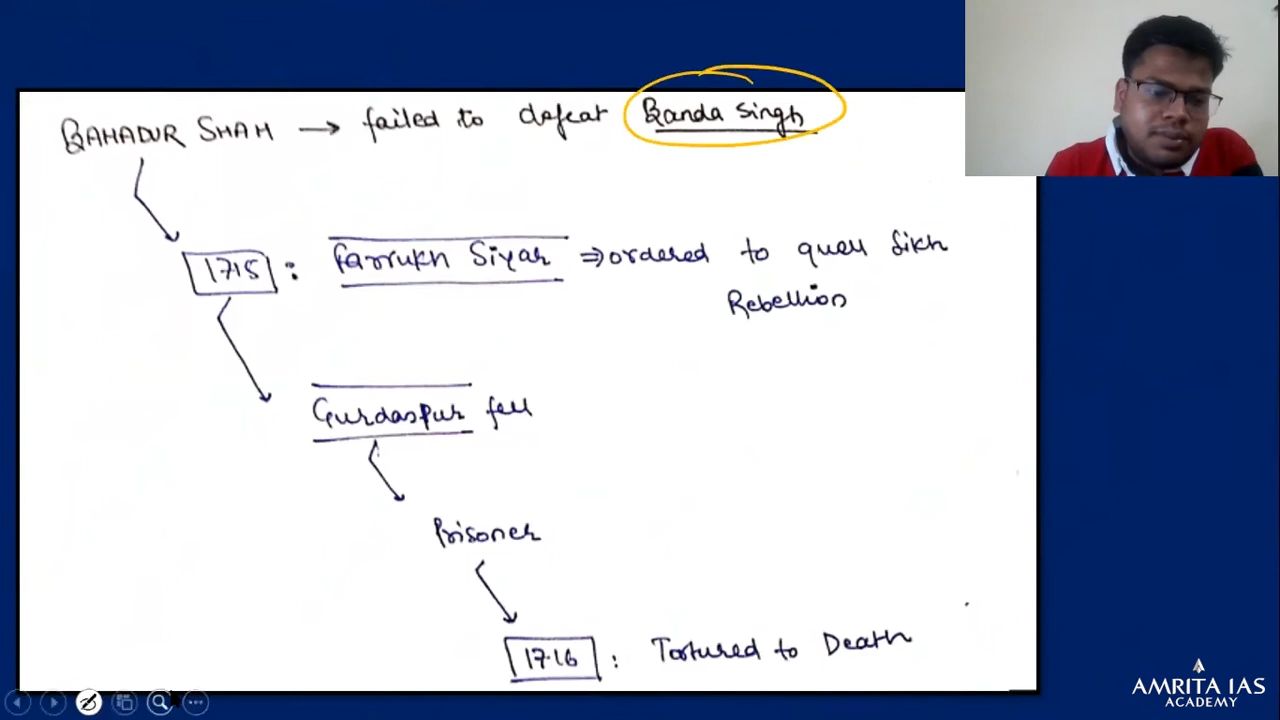 BAHADUR SHAH → failed to defeat Banda Singh
1715 : Farrukh Siyar ⇒ ordered to quell Sikh
Rebellion
Gurdaspur fell
Prisoner
1716 : Tortured to Death
AMRITA IAS
ACADEMY